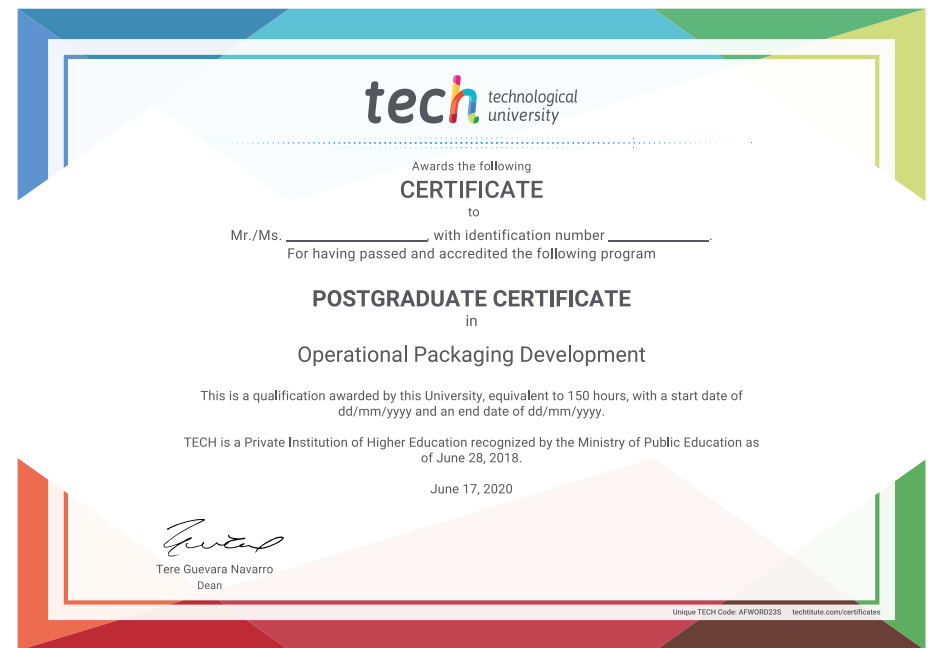 tech technological
university
Awards the following
CERTIFICATE
to
Mr./Ms. ____________, with identification number ____________.
For having passed and accredited the following program
POSTGRADUATE CERTIFICATE
in
Operational Packaging Development
This is a qualification awarded by this University, equivalent to 150 hours, with a start date of
dd/mm/yyyy and an end date of dd/mm/yyyy.
TECH is a Private Institution of Higher Education recognized by the Ministry of Public Education as
of June 28, 2018.
June 17, 2020
Tere Guevara Navarro
Dean
Unique TECH Code: AFWORD23S techtitute.com/certificates